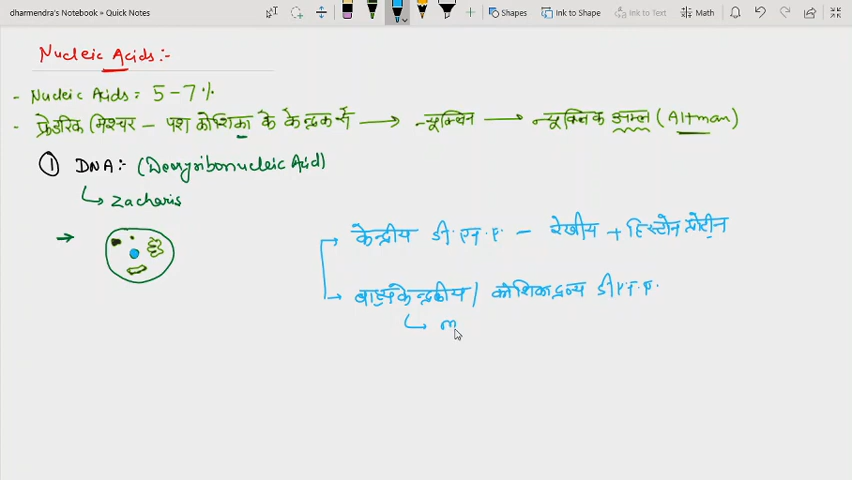 dharmendra's Notebook > Quick Notes
Shapes
Ink to Shape
Ink to Text
Math
Nucleic Acids:-
- Nucleic Acids = 5-7%
- फ्रेडरिक मिश्चर - पश कोशिका के केन्द्रक से → न्यूक्लिन → न्यूक्लिक अम्ल (Altman)
① DNA:- (Deoxyribonucleic Acid)
Zacharis
→ केन्द्रीय डी.एन.ए. - रेखीय + हिस्टोन प्रोटीन
→ बाह्यकेन्द्रकीय / कोशिकाद्रव्य डी.एन.ए.
m